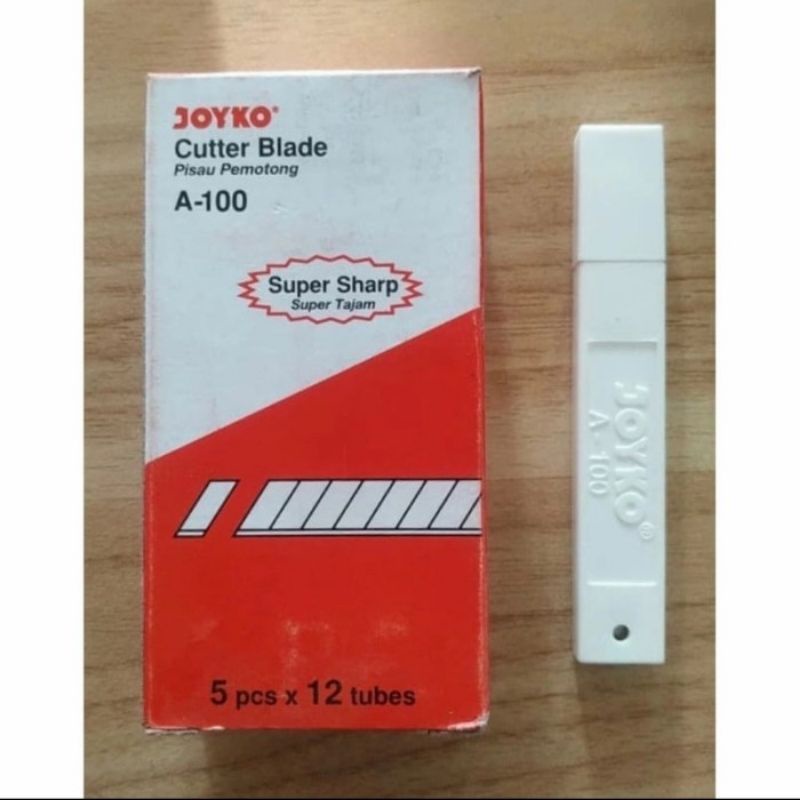 JOYKO®
Cutter Blade
Pisau Pemotong
A-100
Super Sharp
Super Tajam
5 pcs x 12 tubes
JOYKO®
A-100